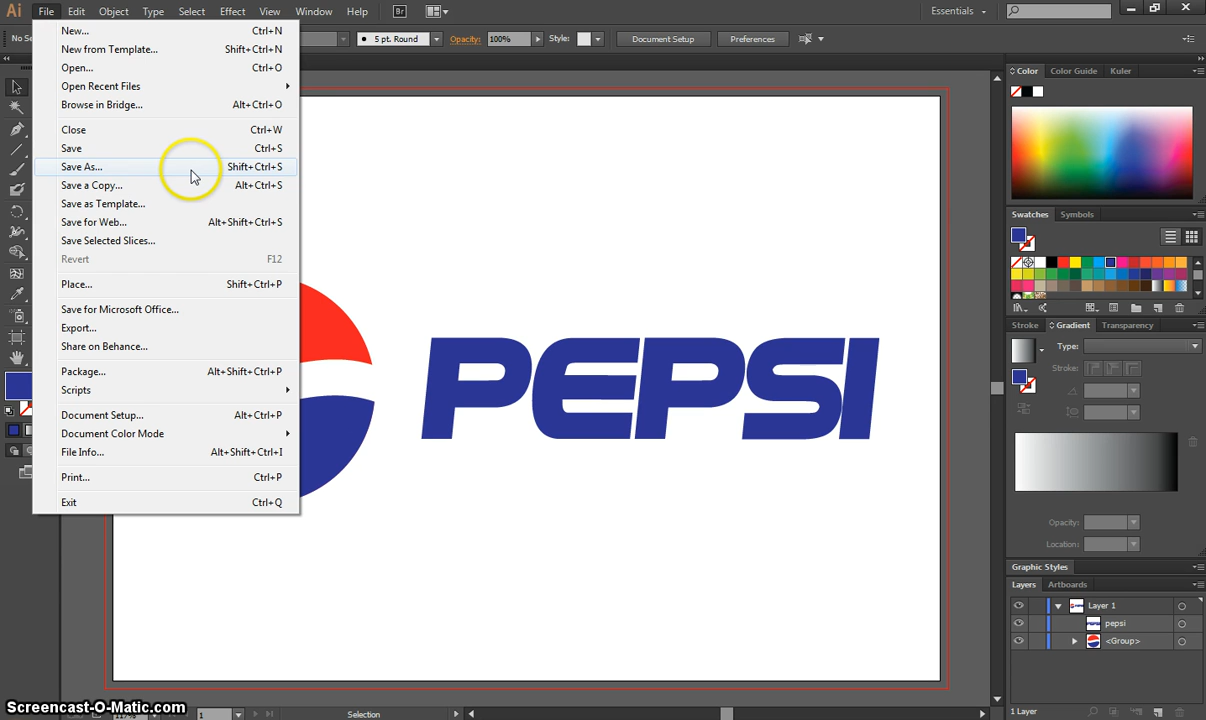 Ai File Edit Object Type Select Effect View Window Help Br Essentials
5 pt. Round Opacity: 100% Style: Document Setup Preferences
New... Ctrl+N
New from Template... Shift+Ctrl+N
Open... Ctrl+O
Open Recent Files
Browse in Bridge... Alt+Ctrl+O
Close Ctrl+W
Save Ctrl+S
Save As... Shift+Ctrl+S
Save a Copy... Alt+Ctrl+S
Save as Template...
Save for Web... Alt+Shift+Ctrl+S
Save Selected Slices...
Revert F12
Place... Shift+Ctrl+P
Save for Microsoft Office...
Export...
Share on Behance...
Package... Alt+Shift+Ctrl+P
Scripts
Document Setup... Alt+Ctrl+P
Document Color Mode
File Info... Alt+Shift+Ctrl+I
Print... Ctrl+P
Exit Ctrl+Q
PEPSI
Color Color Guide Kuler
Swatches Symbols
Stroke Gradient Transparency
Type:
Stroke:
Opacity:
Location:
Graphic Styles
Layers Artboards
Layer 1
pepsi
<Group>
1 Layer
1 Selection
Screencast-O-Matic.com